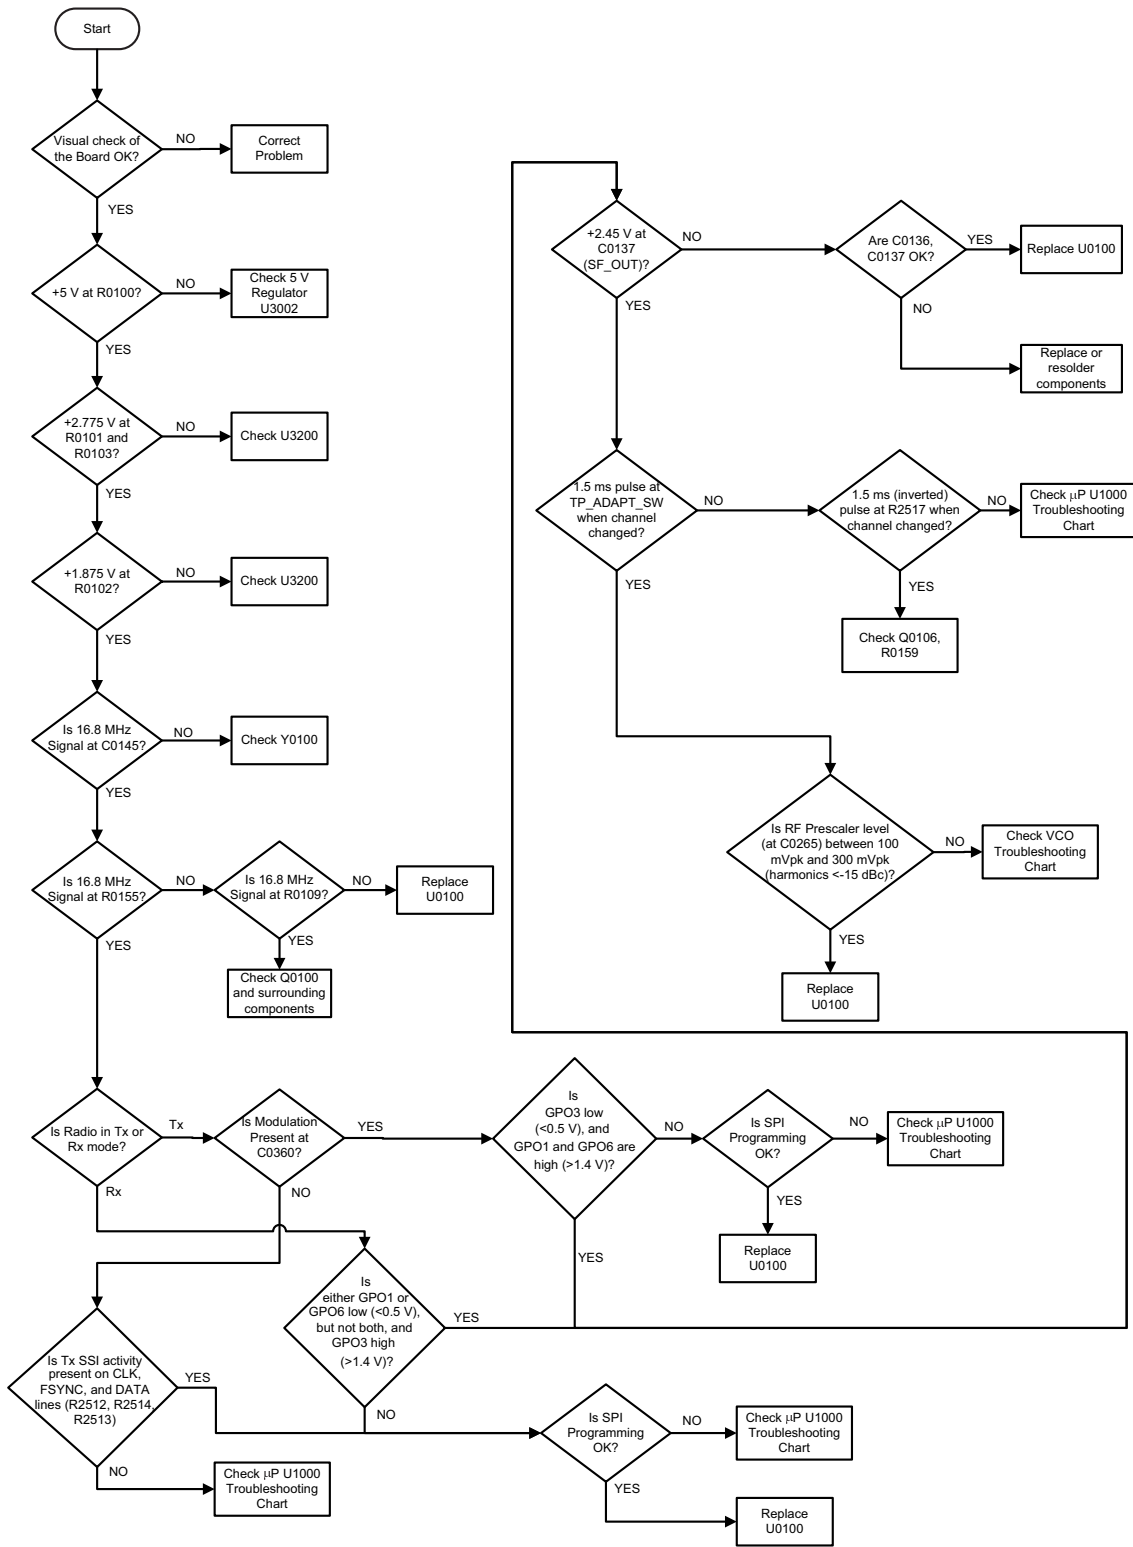 Start
Visual check of
the Board OK?
NO
Correct
Problem
YES
+5 V at R0100?
NO
Check 5 V
Regulator
U3002
YES
+2.775 V at
R0101 and
R0103?
NO
Check U3200
YES
+1.875 V at
R0102?
NO
Check U3200
YES
Is 16.8 MHz
Signal at C0145?
NO
Check Y0100
YES
Is 16.8 MHz
Signal at R0155?
NO
Is 16.8 MHz
Signal at R0109?
NO
Replace
U0100
YES
Check Q0100
and surrounding
components
YES
Is Radio in Tx or
Rx mode?
Tx
Is Modulation
Present at
C0360?
YES
Is
GPO3 low
(<0.5 V), and
GPO1 and GPO6 are
high (>1.4 V)?
NO
Is SPI
Programming
OK?
NO
Check µP U1000
Troubleshooting
Chart
YES
Replace
U0100
YES
Rx
NO
Is
either GPO1 or
GPO6 low (<0.5 V),
but not both, and
GPO3 high
(>1.4 V)?
YES
NO
Is Tx SSI activity
present on CLK,
FSYNC, and DATA
lines (R2512, R2514,
R2513)
YES
NO
Check µP U1000
Troubleshooting
Chart
Is SPI
Programming
OK?
NO
Check µP U1000
Troubleshooting
Chart
YES
Replace
U0100
+2.45 V at
C0137
(SF_OUT)?
NO
Are C0136,
C0137 OK?
YES
Replace U0100
NO
Replace or
resolder
components
YES
1.5 ms pulse at
TP_ADAPT_SW
when channel
changed?
NO
1.5 ms (inverted)
pulse at R2517 when
channel changed?
NO
Check µP U1000
Troubleshooting
Chart
YES
Check Q0106,
R0159
YES
Is RF Prescaler level
(at C0265) between 100
mVpk and 300 mVpk
(harmonics <-15 dBc)?
NO
Check VCO
Troubleshooting
Chart
YES
Replace
U0100